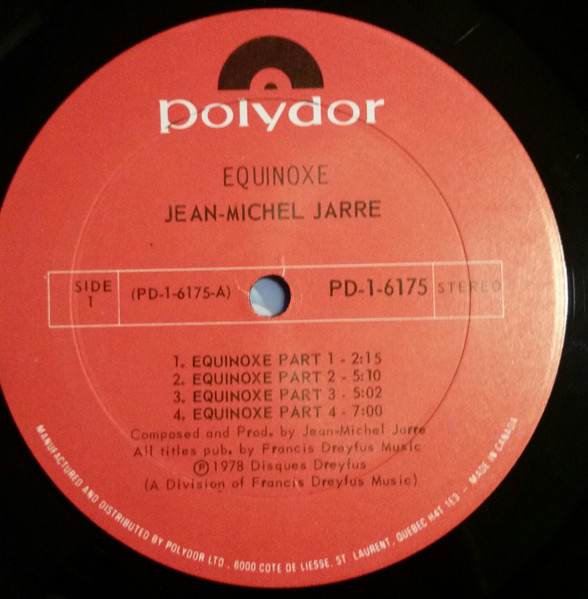 polydor
EQUINOXE
JEAN-MICHEL JARRE
SIDE
1
(PD-1-6175-A)
PD-1-6175
STEREO
1. EQUINOXE PART 1 - 2:15
2. EQUINOXE PART 2 - 5:10
3. EQUINOXE PART 3 - 5:02
4. EQUINOXE PART 4 - 7:00
Composed and Prod. by Jean-Michel Jarre
All titles pub. by Francis Dreyfus Music
Ⓟ 1978 Disques Dreyfus
(A Division of Francis Dreyfus Music)
MANUFACTURED AND DISTRIBUTED BY POLYDOR LTD., 6000 COTE DE LIESSE, ST. LAURENT, QUEBEC H4T 1E3 - MADE IN CANADA